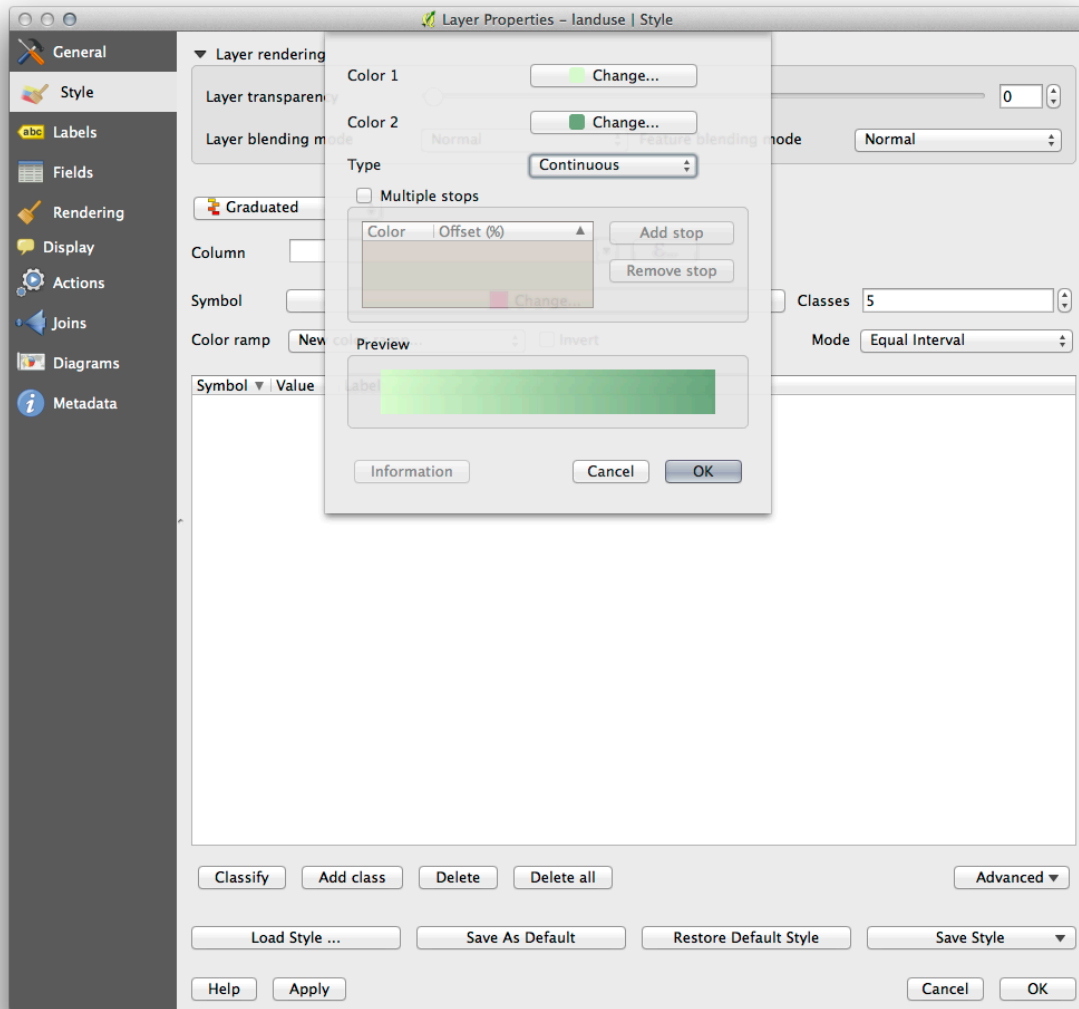 Layer Properties – landuse | Style
General
Style
abc Labels
Fields
Rendering
Display
Actions
Joins
Diagrams
i Metadata
Layer rendering
Layer transparency
0
Layer blending mode Normal Feature blending mode Normal
Color 1 Change...
Color 2 Change...
Type Continuous
Multiple stops
Color Offset (%)
Add stop
Remove stop
Preview
Information Cancel OK
Graduated
Column
Symbol Change... Classes 5
Color ramp New color ramp... Invert Mode Equal Interval
Symbol Value Label
Classify Add class Delete Delete all Advanced
Load Style ... Save As Default Restore Default Style Save Style
Help Apply Cancel OK